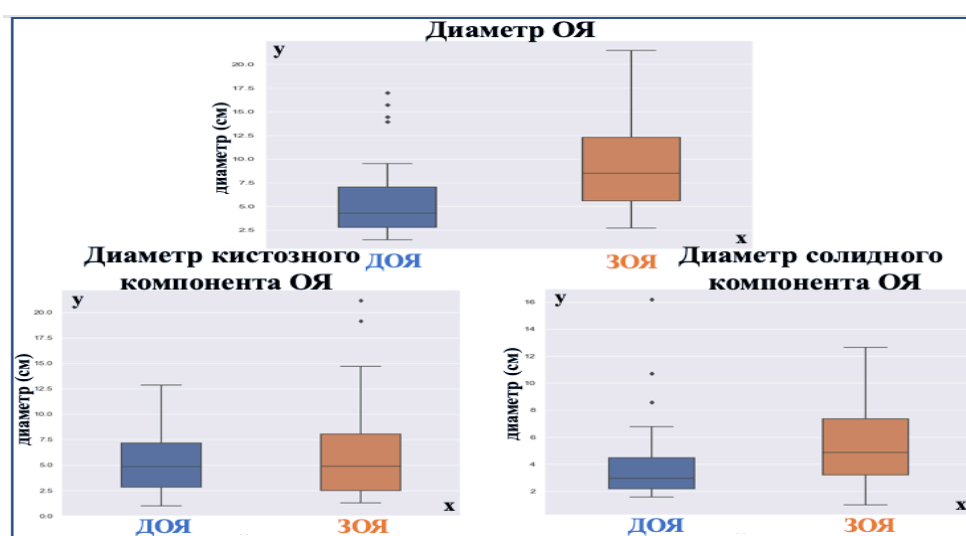 Диаметр ОЯ
y
диаметр (см)
20.0
17.5
15.0
12.5
10.0
7.5
5.0
2.5
x
ДОЯ
ЗОЯ
Диаметр кистозного
компонента ОЯ
y
диаметр (см)
20.0
17.5
15.0
12.5
10.0
7.5
5.0
2.5
0.0
x
ДОЯ
ЗОЯ
Диаметр солидного
компонента ОЯ
y
диаметр (см)
16
14
12
10
8
6
4
2
x
ДОЯ
ЗОЯ